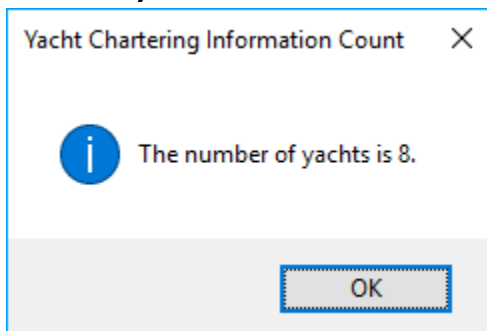 Yacht Chartering Information Count
The number of yachts is 8.
OK